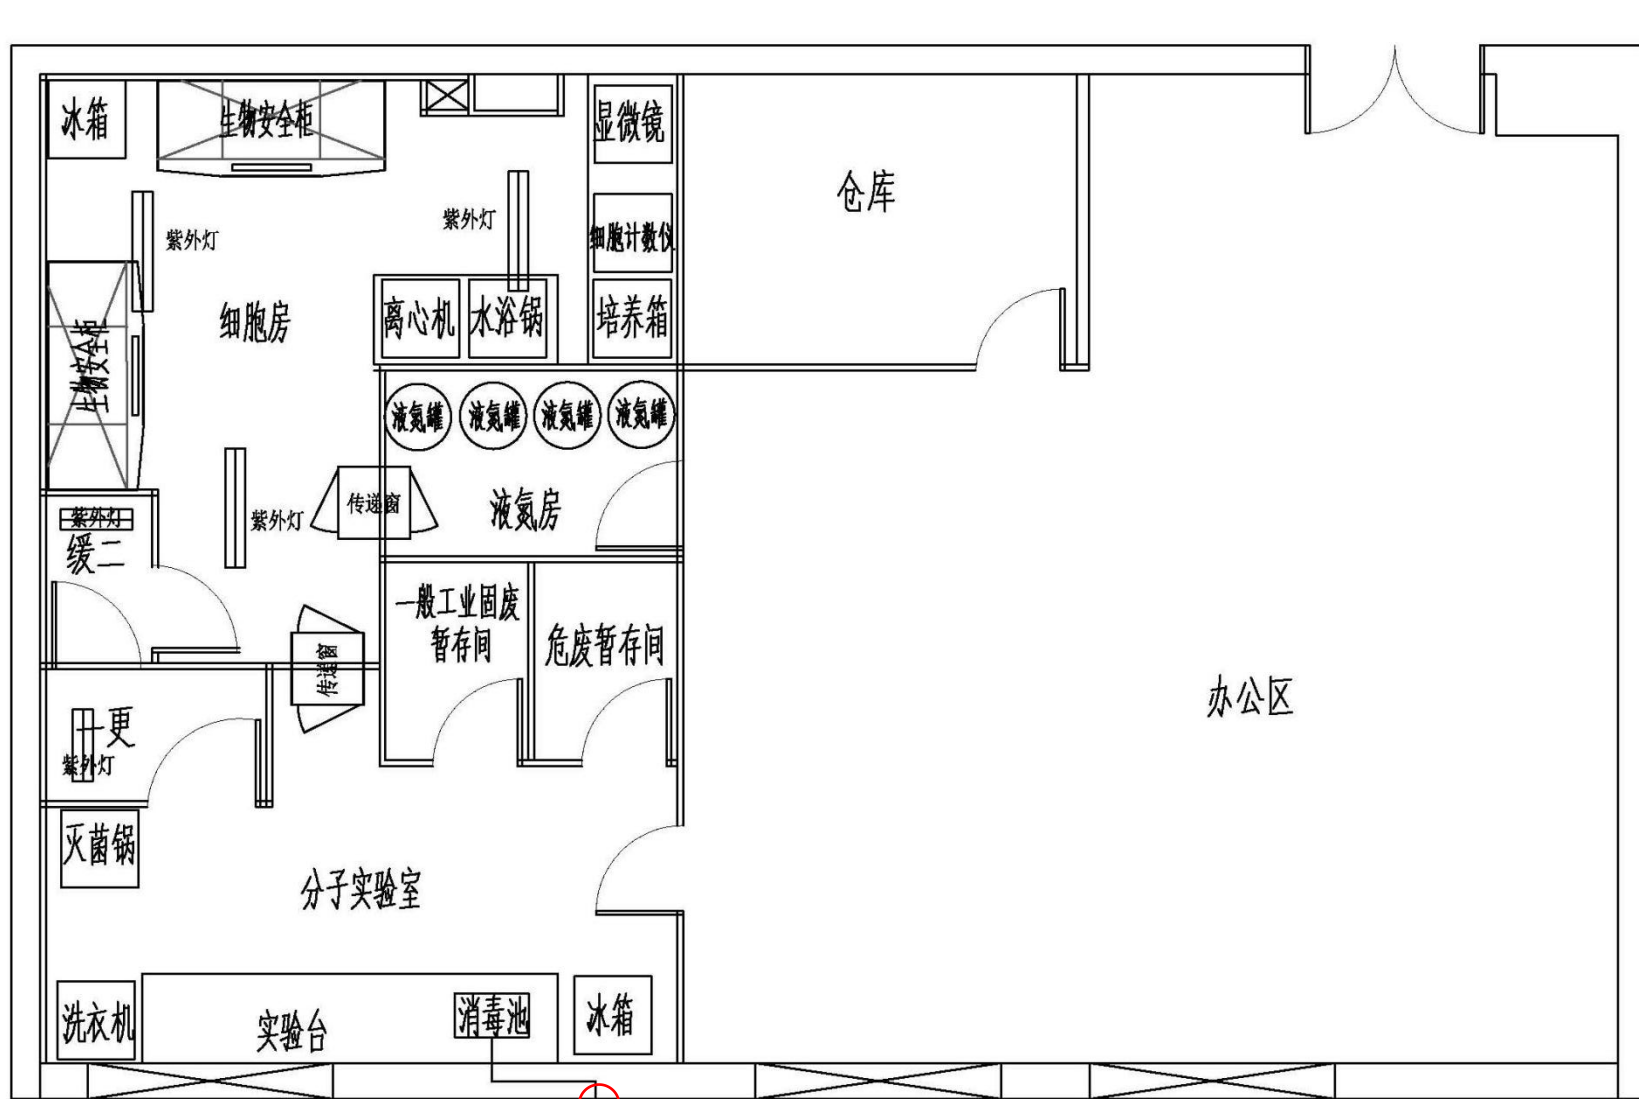 冰箱
生物安全柜
显微镜
仓库
紫外灯
紫外灯
细胞计数仪
细胞房
离心机
水浴锅
培养箱
生物安全柜
液氮罐
液氮罐
液氮罐
液氮罐
传递窗
液氮房
紫外灯
紫外灯
缓二
一般工业固废
暂存间
危废暂存间
传递窗
办公区
一更
紫外灯
灭菌锅
分子实验室
洗衣机
实验台
消毒池
冰箱